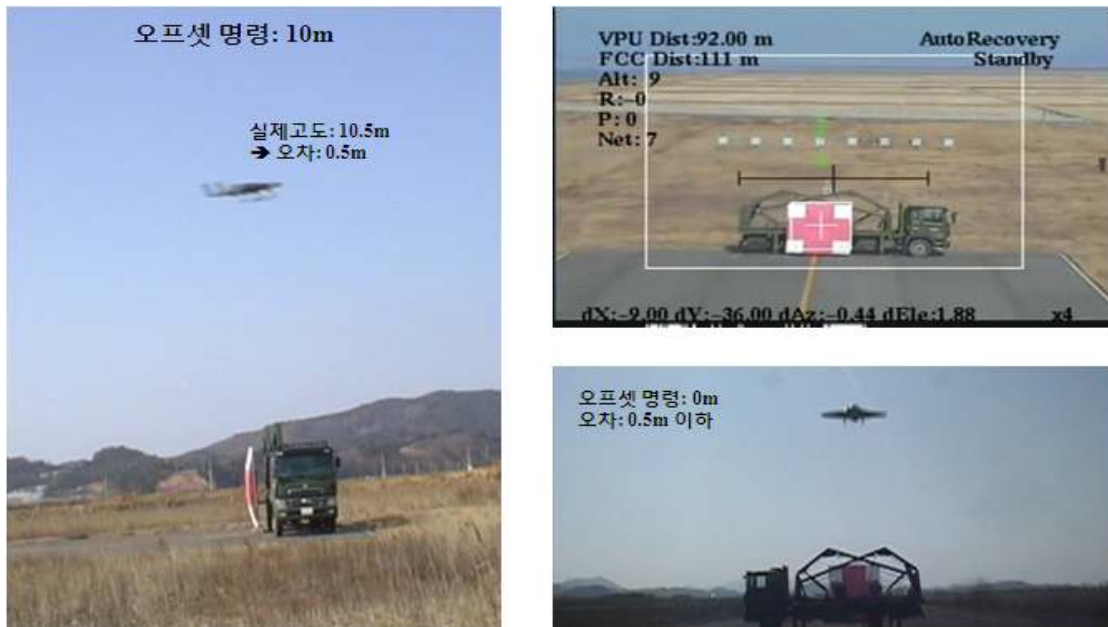 오프셋 명령: 10m
실제고도: 10.5m
➔ 오차: 0.5m
VPU Dist:92.00 m
AutoRecovery
FCC Dist:111 m
Standby
Alt: 9
R:-0
P: 0
Net: 7
dX:-9.00 dY:-36.00 dAz:-0.44 dEle:1.88
x4
오프셋 명령: 0m
오차: 0.5m 이하